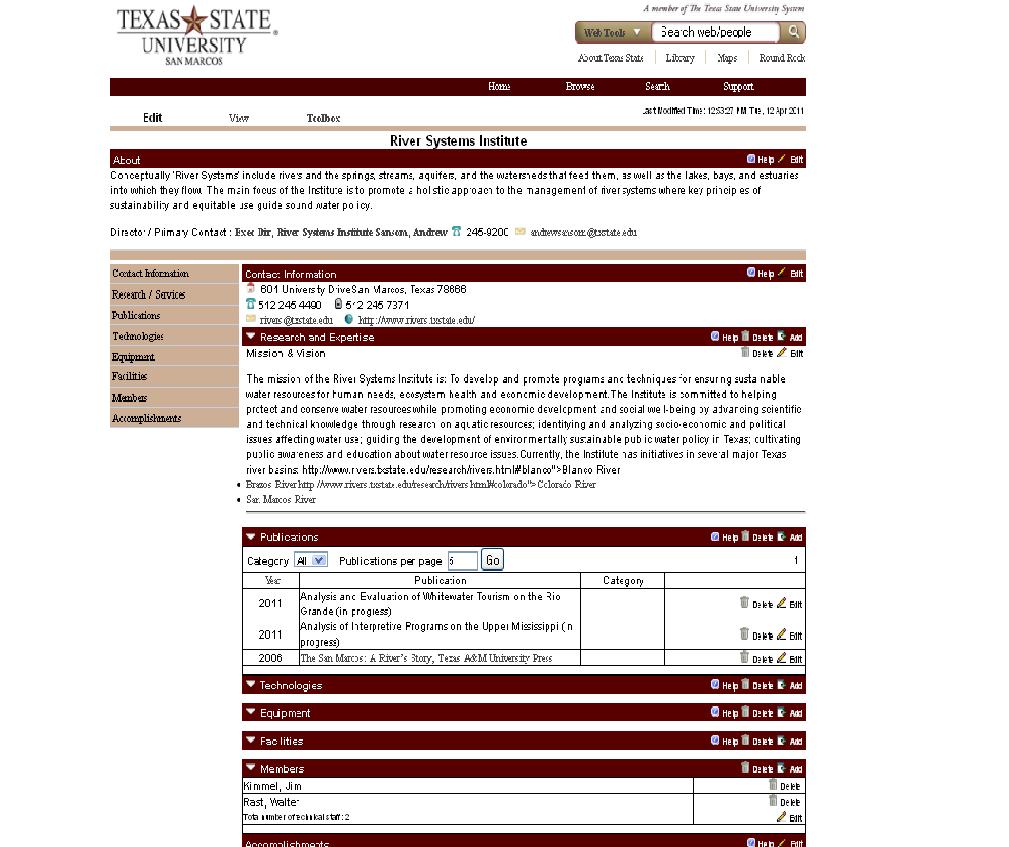 A member of The Texas State University System
TEXAS STATE
UNIVERSITY
SAN MARCOS
Web Tools Search web/people
About Texas State Library Maps Round Rock
Home Browse Search Support
Edit View Toolbox Last Modified Time: 12:53:27 PM Tue, 12 Apr 2011
River Systems Institute
About Help Edit
Conceptually 'River Systems' include rivers and the springs, streams, aquifers, and the watersheds that feed them, as well as the lakes, bays, and estuaries
into which they flow. The main focus of the Institute is to promote a holistic approach to the management of river systems where key principles of
sustainability and equitable use guide sound water policy.
Director / Primary Contact : Exec Dir, River Systems Institute Sansom, Andrew 245-9200 andrewsansom@txstate.edu
Contact Information
Research / Services
Publications
Technologies
Equipment
Facilities
Members
Accomplishments
Contact Information Help Edit
601 University DriveSan Marcos, Texas 78666
512 245 4490 512 245 7371
rivers@txstate.edu http://www.rivers.txstate.edu/
Research and Expertise Help Delete Add
Mission & Vision Delete Edit
The mission of the River Systems Institute is: To develop and promote programs and techniques for ensuring sustainable
water resources for human needs, ecosystem health and economic development.The Institute is committed to helping
protect and conserve water resources while promoting economic development and social well-being by advancing scientific
and technical knowledge through research on aquatic resources; identifying and analyzing socio-economic and political
issues affecting water use; guiding the development of environmentally sustainable public water policy in Texas; cultivating
public awareness and education about water resource issues.Currently, the Institute has initiatives in several major Texas
river basins: http://www.rivers.txstate.edu/research/rivers.html#blanco">Blanco River
• Brazos Riverhttp://www.rivers.txstate.edu/research/rivers.html#colorado">Colorado River
• San Marcos River
Publications Help Delete Add
Category All Publications per page 5 Go 1
Year Publication Category
2011 Analysis and Evaluation of Whitewater Tourism on the Rio
Grande (in progress) Delete Edit
2011 Analysis of Interpretive Programs on the Upper Mississippi (in
progress) Delete Edit
2006 The San Marcos: A River's Story, Texas A&M University Press Delete Edit
Technologies Help Delete Add
Equipment Help Delete Add
Facilities Help Delete Add
Members Delete Add
Kimmel, Jim Delete
Rast, Walter Delete
Total number of technical staff : 2 Edit
Accomplishments Help Edit